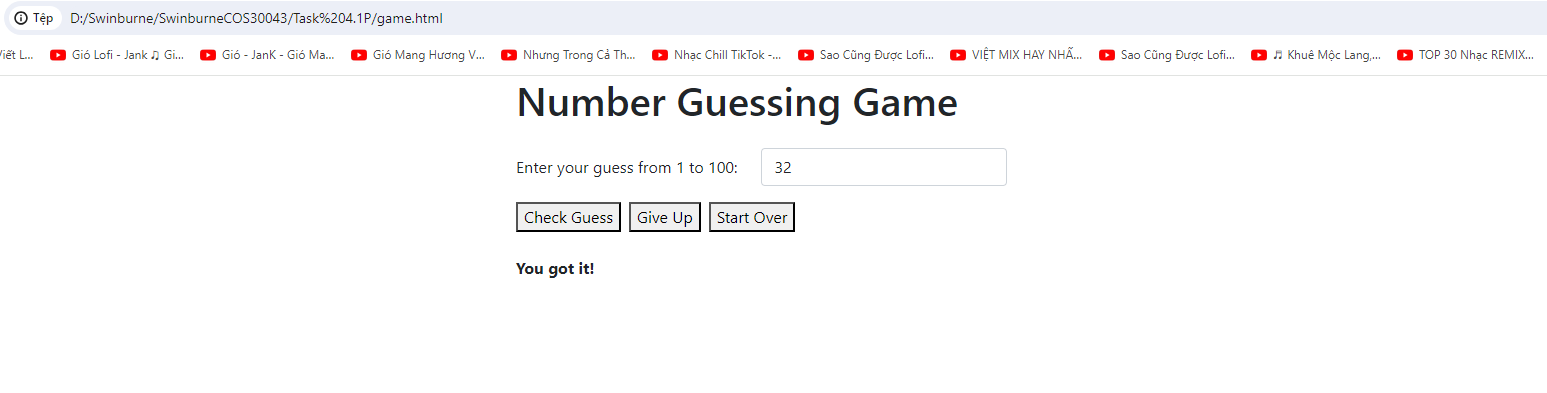 Tệp D:/Swinburne/SwinburneCOS30043/Task%204.1P/game.html
Viết L... Gió Lofi - Jank ♫ Gi... Gió - JanK - Gió Ma... Gió Mang Hương V... Nhưng Trong Cả Th... Nhạc Chill TikTok -... Sao Cũng Được Lofi... VIỆT MIX HAY NHẤ... Sao Cũng Được Lofi... ♬ Khuê Mộc Lang,... TOP 30 Nhạc REMIX...
Number Guessing Game
Enter your guess from 1 to 100: 32
Check Guess Give Up Start Over
You got it!